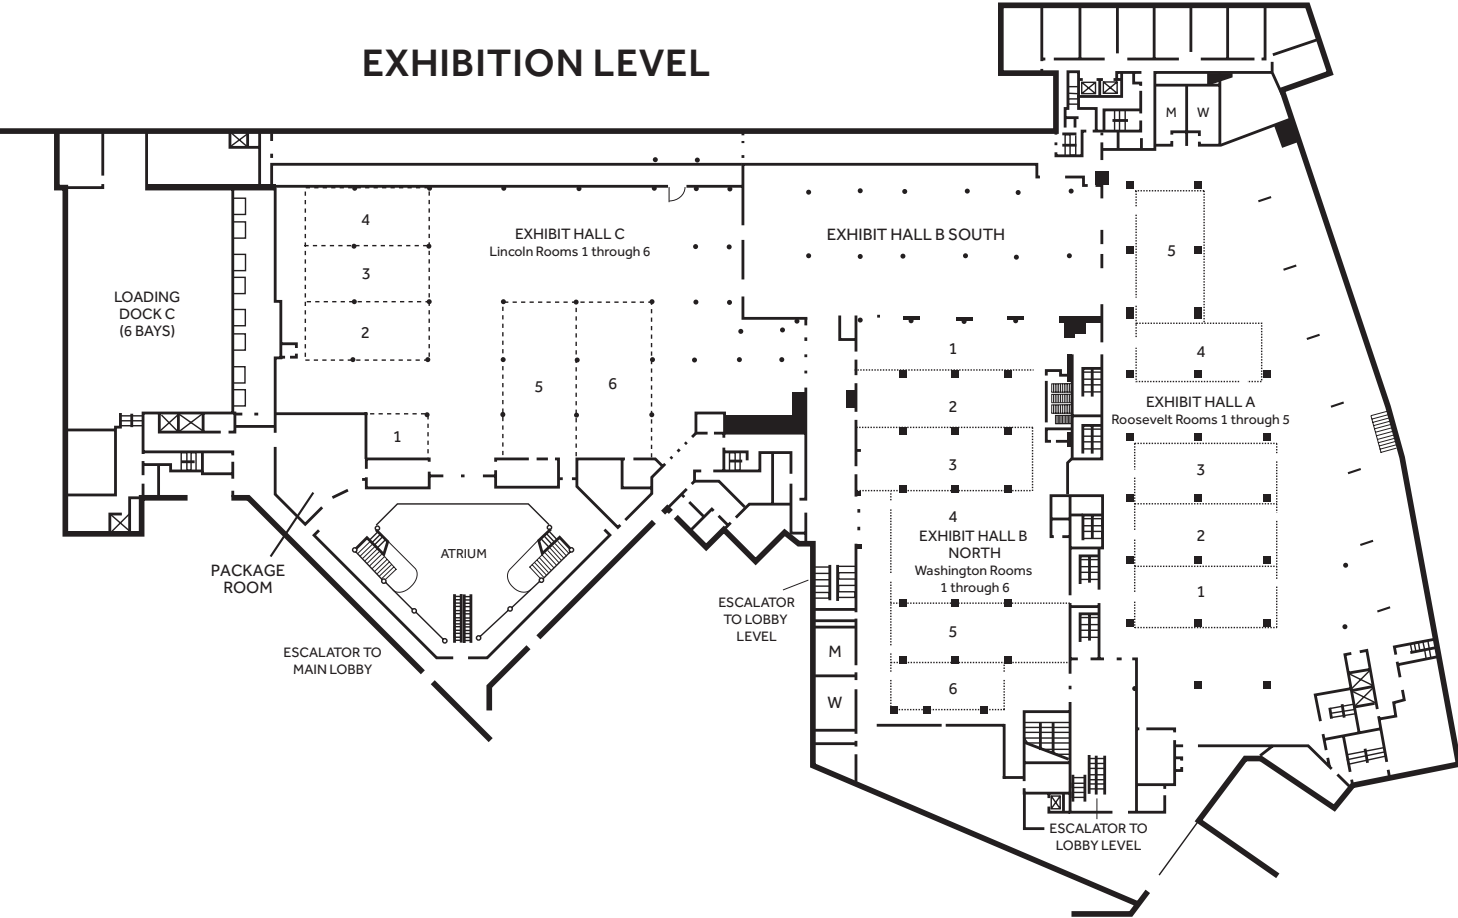 EXHIBITION LEVEL
M
W
4
EXHIBIT HALL C
Lincoln Rooms 1 through 6
EXHIBIT HALL B SOUTH
5
3
LOADING
DOCK C
(6 BAYS)
2
1
4
5
6
2
EXHIBIT HALL A
Roosevelt Rooms 1 through 5
1
3
3
4
EXHIBIT HALL B
NORTH
Washington Rooms
1 through 6
2
ATRIUM
PACKAGE
ROOM
1
ESCALATOR
TO LOBBY
LEVEL
5
ESCALATOR TO
MAIN LOBBY
M
6
W
ESCALATOR TO
LOBBY LEVEL